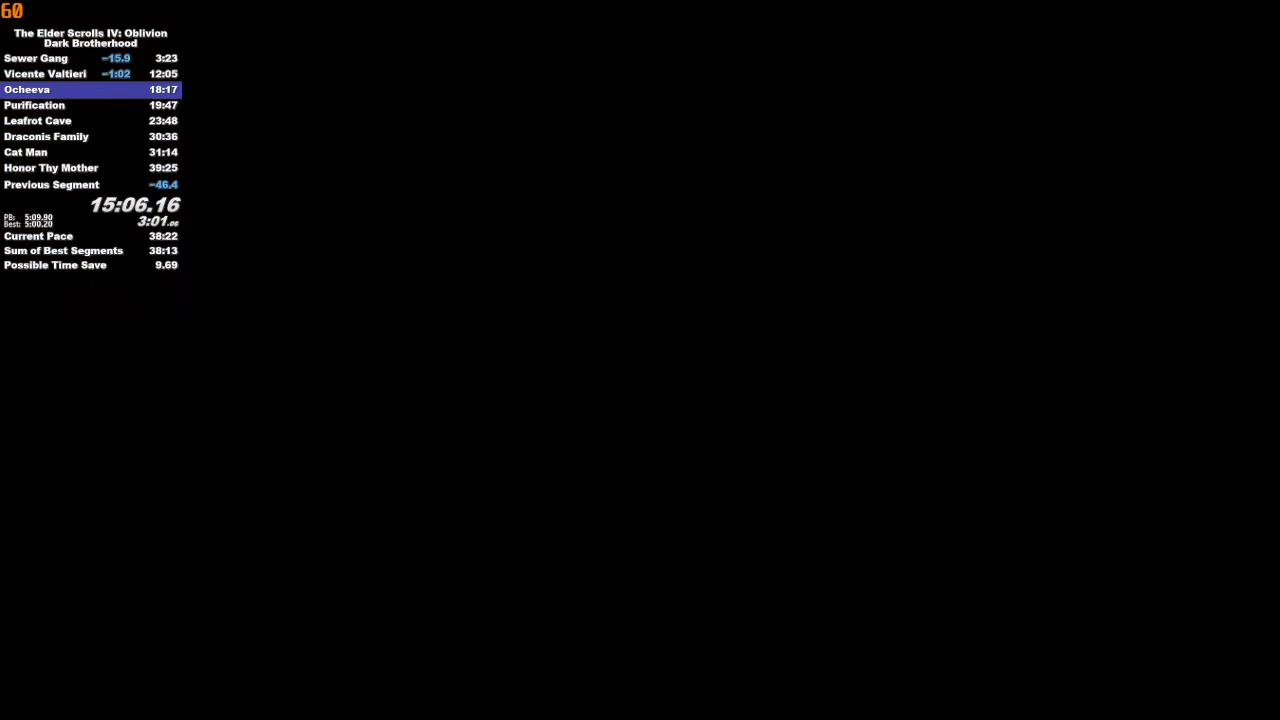 60
The Elder Scrolls IV: Oblivion
Dark Brotherhood
Sewer Gang −15.9 3:23
Vicente Valtieri −1:02 12:05
Ocheeva 18:17
Purification 19:47
Leafrot Cave 23:48
Draconis Family 30:36
Cat Man 31:14
Honor Thy Mother 39:25
Previous Segment −46.4
15:06.16
PB: 5:09.90
Best: 5:00.20
3:01.06
Current Pace 38:22
Sum of Best Segments 38:13
Possible Time Save 9.69